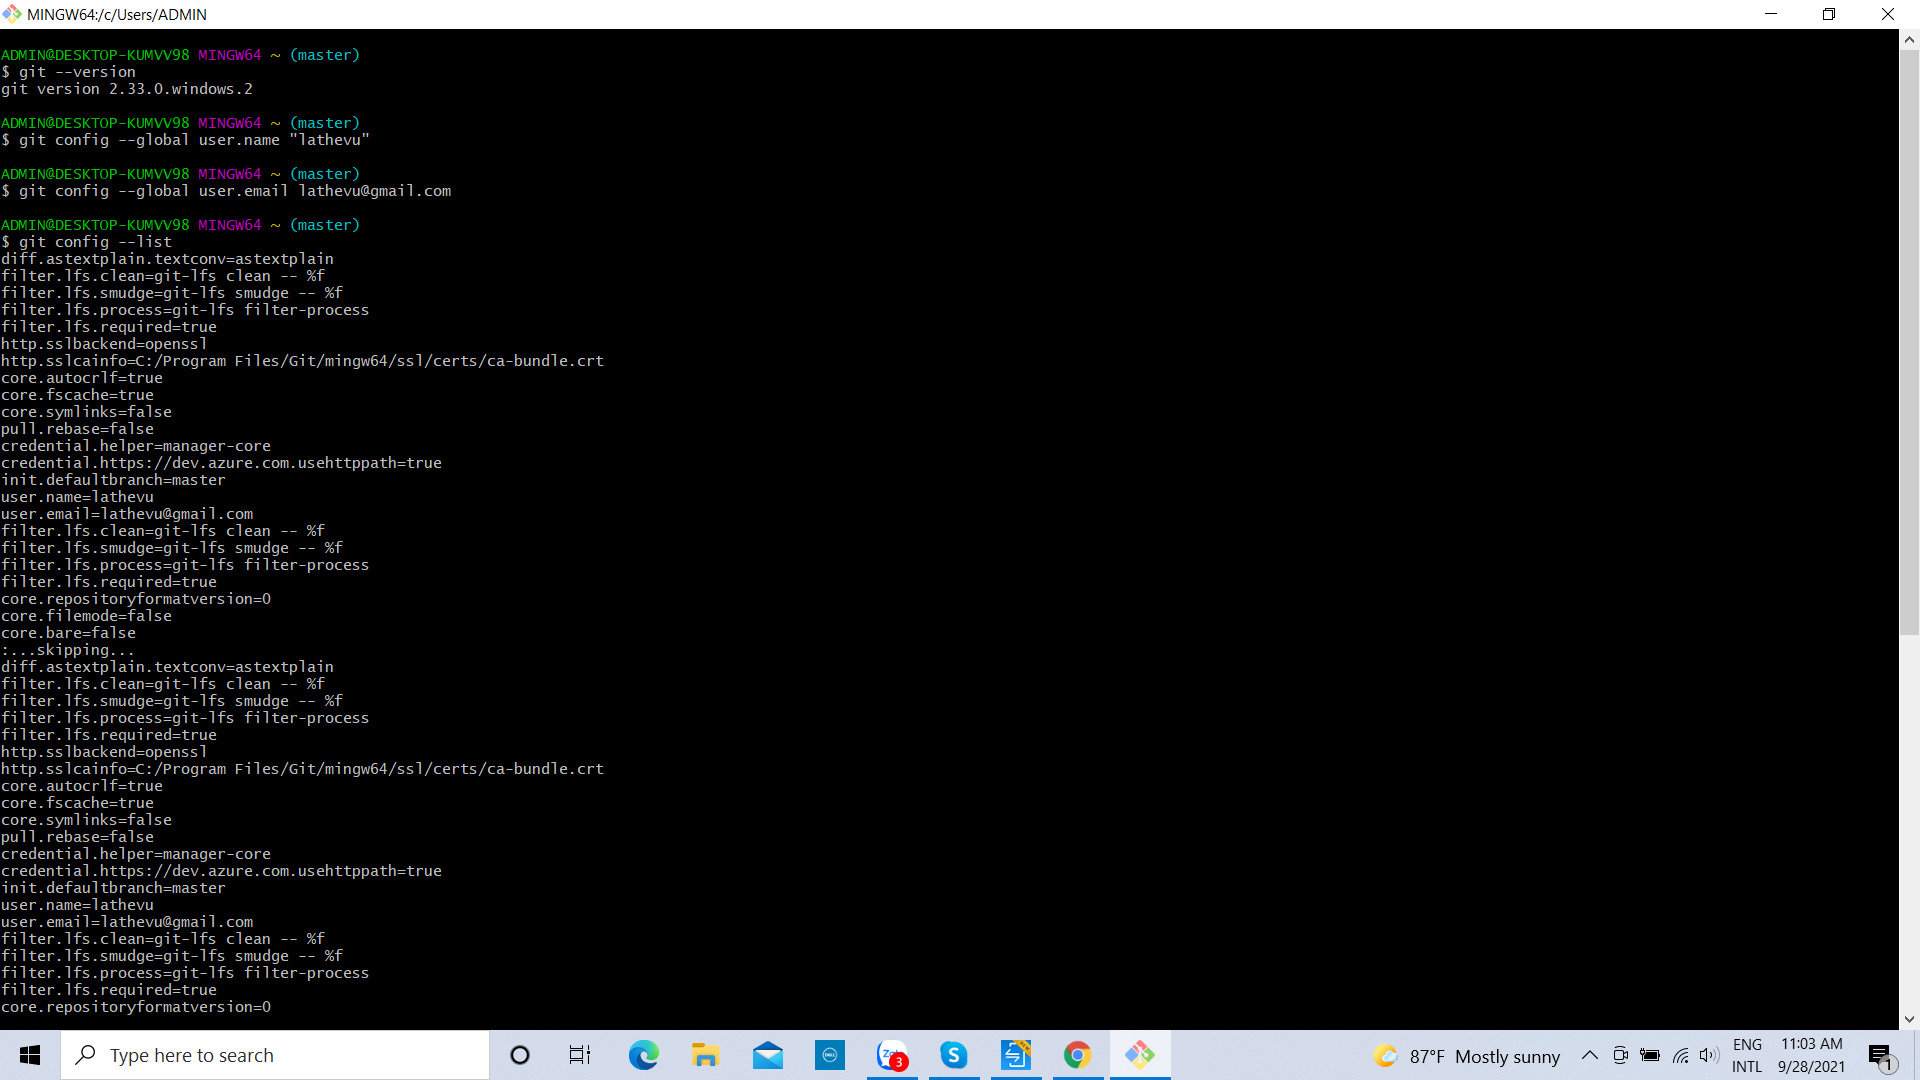 MINGW64:/c/Users/ADMIN
ADMIN@DESKTOP-KUMVV98 MINGW64 ~ (master)
$ git --version
git version 2.33.0.windows.2
ADMIN@DESKTOP-KUMVV98 MINGW64 ~ (master)
$ git config --global user.name "lathevu"
ADMIN@DESKTOP-KUMVV98 MINGW64 ~ (master)
$ git config --global user.email lathevu@gmail.com
ADMIN@DESKTOP-KUMVV98 MINGW64 ~ (master)
$ git config --list
diff.astextplain.textconv=astextplain
filter.lfs.clean=git-lfs clean -- %f
filter.lfs.smudge=git-lfs smudge -- %f
filter.lfs.process=git-lfs filter-process
filter.lfs.required=true
http.sslbackend=openssl
http.sslcainfo=C:/Program Files/Git/mingw64/ssl/certs/ca-bundle.crt
core.autocrlf=true
core.fscache=true
core.symlinks=false
pull.rebase=false
credential.helper=manager-core
credential.https://dev.azure.com.usehttppath=true
init.defaultbranch=master
user.name=lathevu
user.email=lathevu@gmail.com
filter.lfs.clean=git-lfs clean -- %f
filter.lfs.smudge=git-lfs smudge -- %f
filter.lfs.process=git-lfs filter-process
filter.lfs.required=true
core.repositoryformatversion=0
core.filemode=false
core.bare=false
:...skipping...
diff.astextplain.textconv=astextplain
filter.lfs.clean=git-lfs clean -- %f
filter.lfs.smudge=git-lfs smudge -- %f
filter.lfs.process=git-lfs filter-process
filter.lfs.required=true
http.sslbackend=openssl
http.sslcainfo=C:/Program Files/Git/mingw64/ssl/certs/ca-bundle.crt
core.autocrlf=true
core.fscache=true
core.symlinks=false
pull.rebase=false
credential.helper=manager-core
credential.https://dev.azure.com.usehttppath=true
init.defaultbranch=master
user.name=lathevu
user.email=lathevu@gmail.com
filter.lfs.clean=git-lfs clean -- %f
filter.lfs.smudge=git-lfs smudge -- %f
filter.lfs.process=git-lfs filter-process
filter.lfs.required=true
core.repositoryformatversion=0
Type here to search
3
S
87°F Mostly sunny
ENG
INTL
11:03 AM
9/28/2021
1